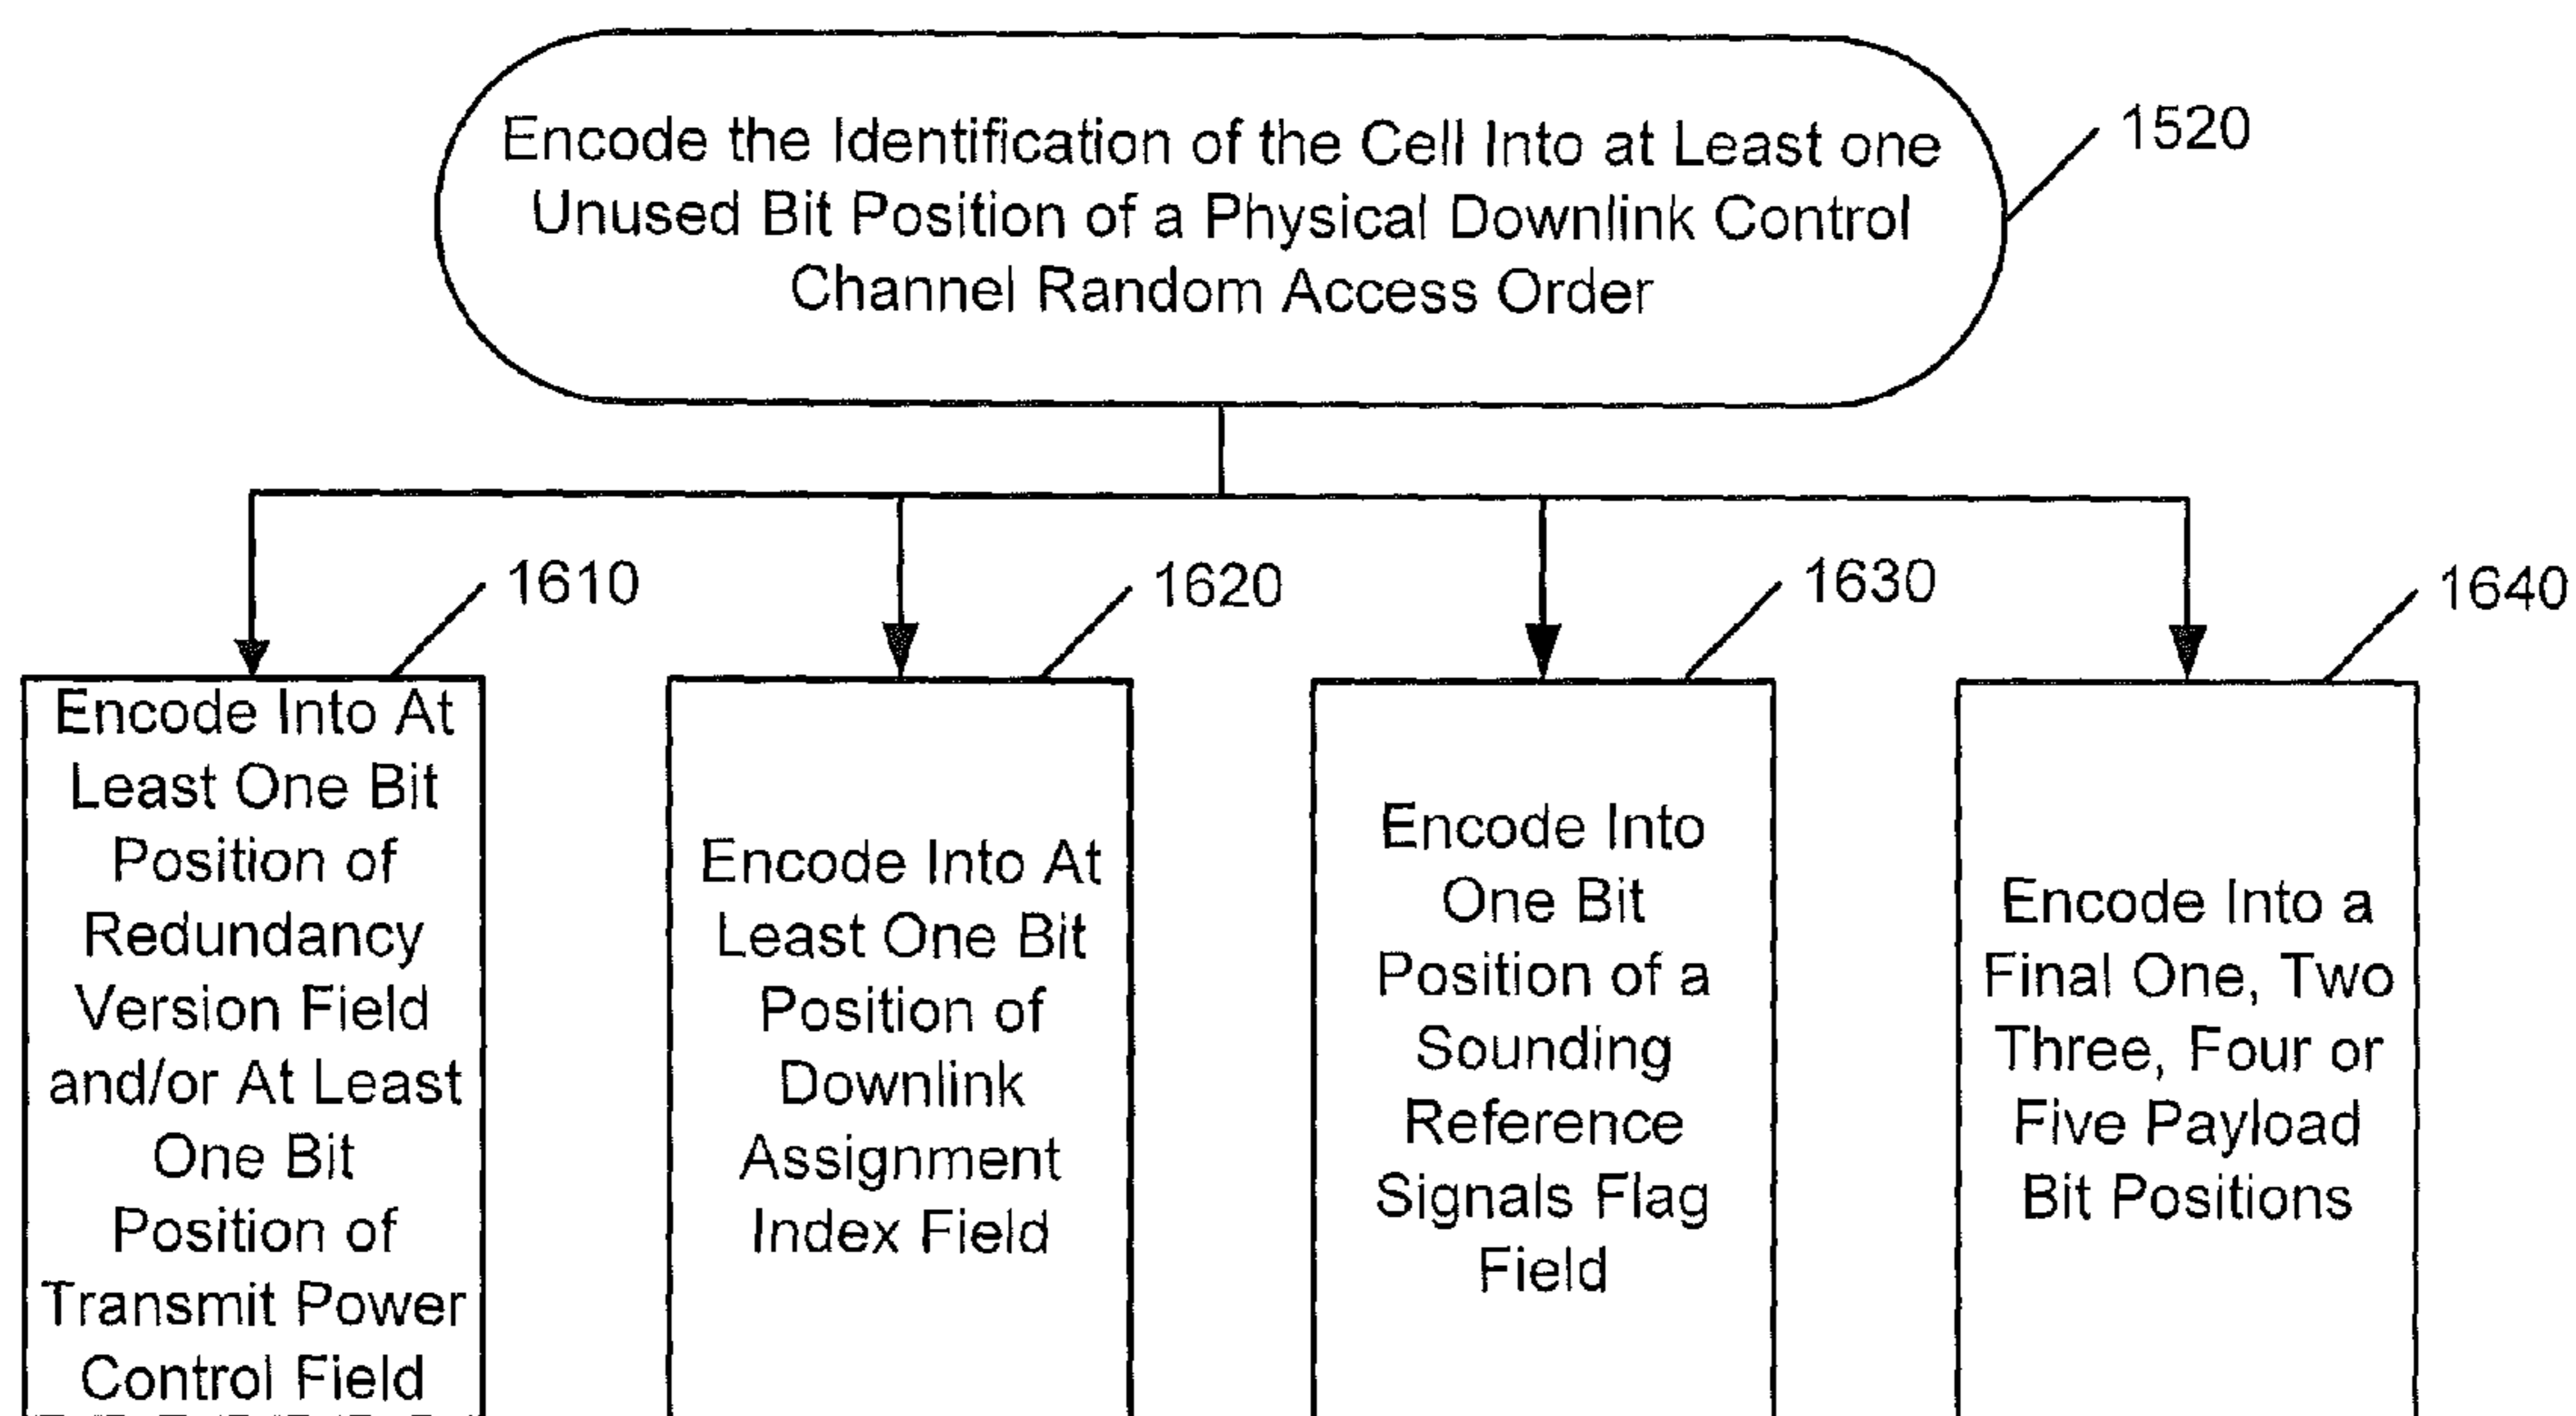 Encode the Identification of the Cell Into at Least one
Unused Bit Position of a Physical Downlink Control
Channel Random Access Order
1520
1610
Encode Into At
Least One Bit
Position of
Redundancy
Version Field
and/or At Least
One Bit
Position of
Transmit Power
Control Field
1620
Encode Into At
Least One Bit
Position of
Downlink
Assignment
Index Field
1630
Encode Into
One Bit
Position of a
Sounding
Reference
Signals Flag
Field
1640
Encode Into a
Final One, Two
Three, Four or
Five Payload
Bit Positions